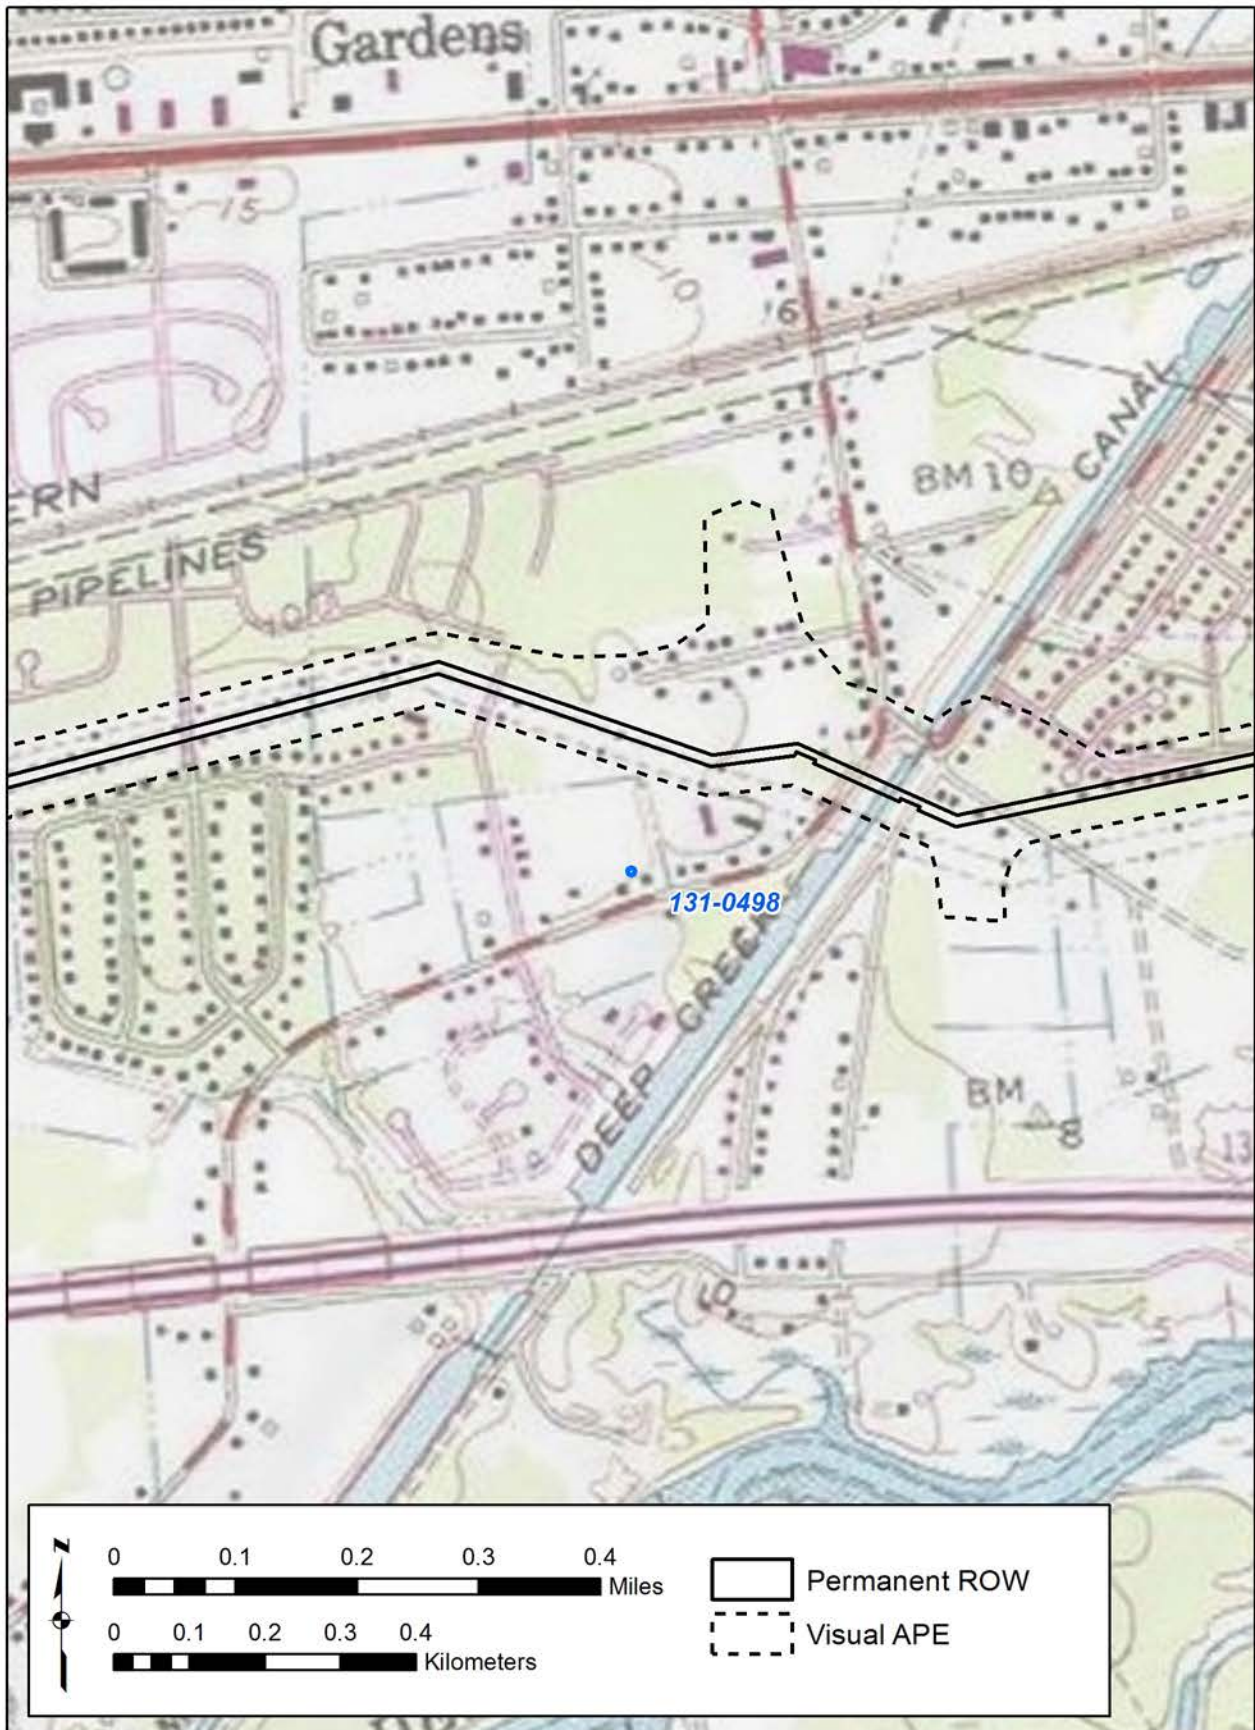 Gardens
15
10
6
ERN
PIPELINES
BM 10
CANAL
131-0498
CREEK
DEEP
BM
8
13
5
N
0 0.1 0.2 0.3 0.4
Miles
0 0.1 0.2 0.3 0.4
Kilometers
Permanent ROW
Visual APE